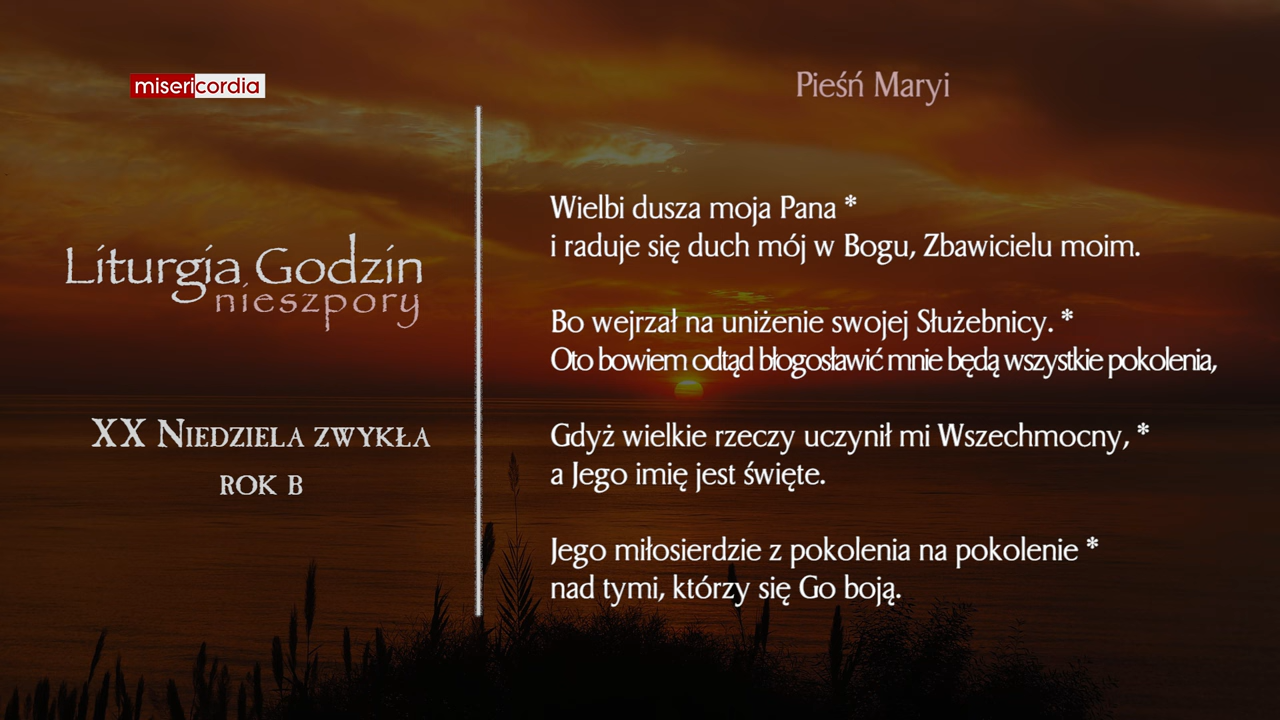 misericordia
Pieśń Maryi
Liturgia Godzin
nieszpory
XX Niedziela zwykła
rok B
Wielbi dusza moja Pana *
i raduje się duch mój w Bogu, Zbawicielu moim.
Bo wejrzał na uniżenie swojej Służebnicy. *
Oto bowiem odtąd błogosławić mnie będą wszystkie pokolenia,
Gdyż wielkie rzeczy uczynił mi Wszechmocny, *
a Jego imię jest święte.
Jego miłosierdzie z pokolenia na pokolenie *
nad tymi, którzy się Go boją.